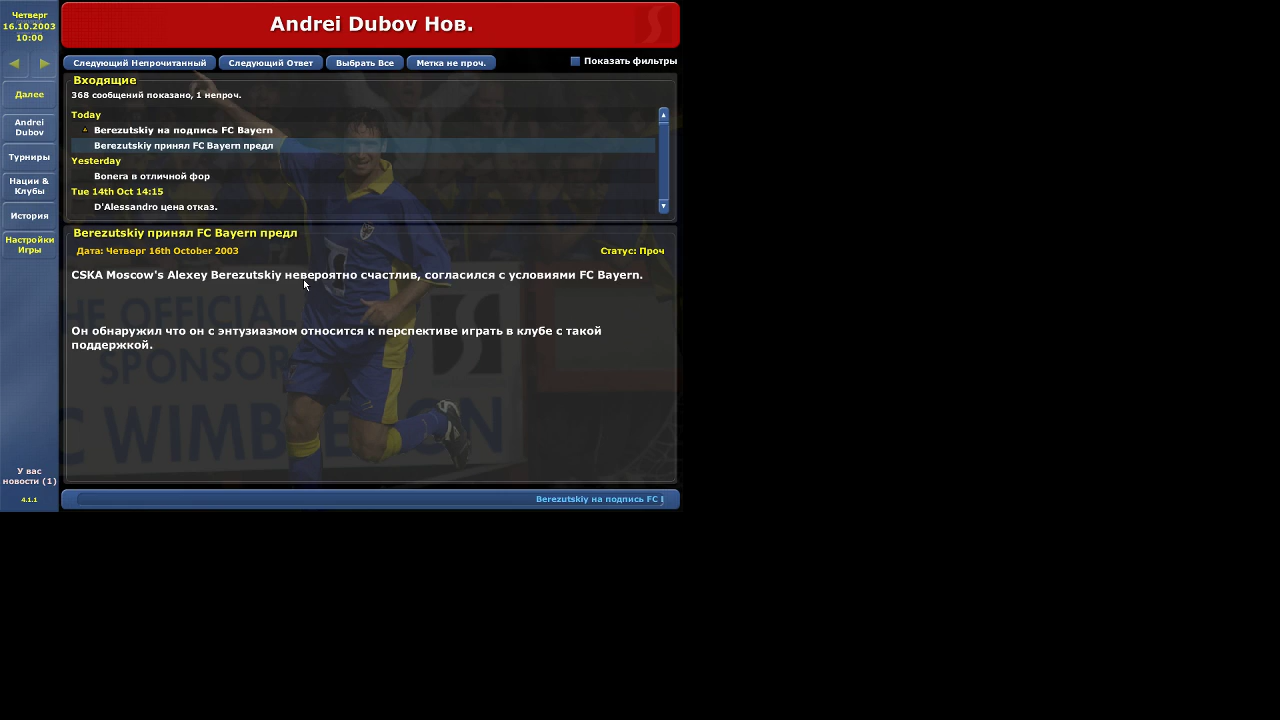 Четверг
16.10.2003
10:00
Andrei Dubov Нов.
Следующий Непрочитанный
Следующий Ответ
Выбрать Все
Метка не проч.
Показать фильтры
Далее
Andrei
Dubov
Турниры
Нации &
Клубы
История
Настройки
Игры
Входящие
368 сообщений показано, 1 непроч.
Today
Berezutskiy на подпись FC Bayern
Berezutskiy принял FC Bayern предл
Yesterday
Bonera в отличной фор
Tue 14th Oct 14:15
D'Alessandro цена отказ.
Berezutskiy принял FC Bayern предл
Дата: Четверг 16th October 2003
Статус: Проч
CSKA Moscow's Alexey Berezutskiy невероятно счастлив, согласился с условиями FC Bayern.
Он обнаружил что он с энтузиазмом относится к перспективе играть в клубе с такой
поддержкой.
THE OFFICIAL
SPONSOR
У вас
новости (1)
4.1.1
Berezutskiy на подпись FC